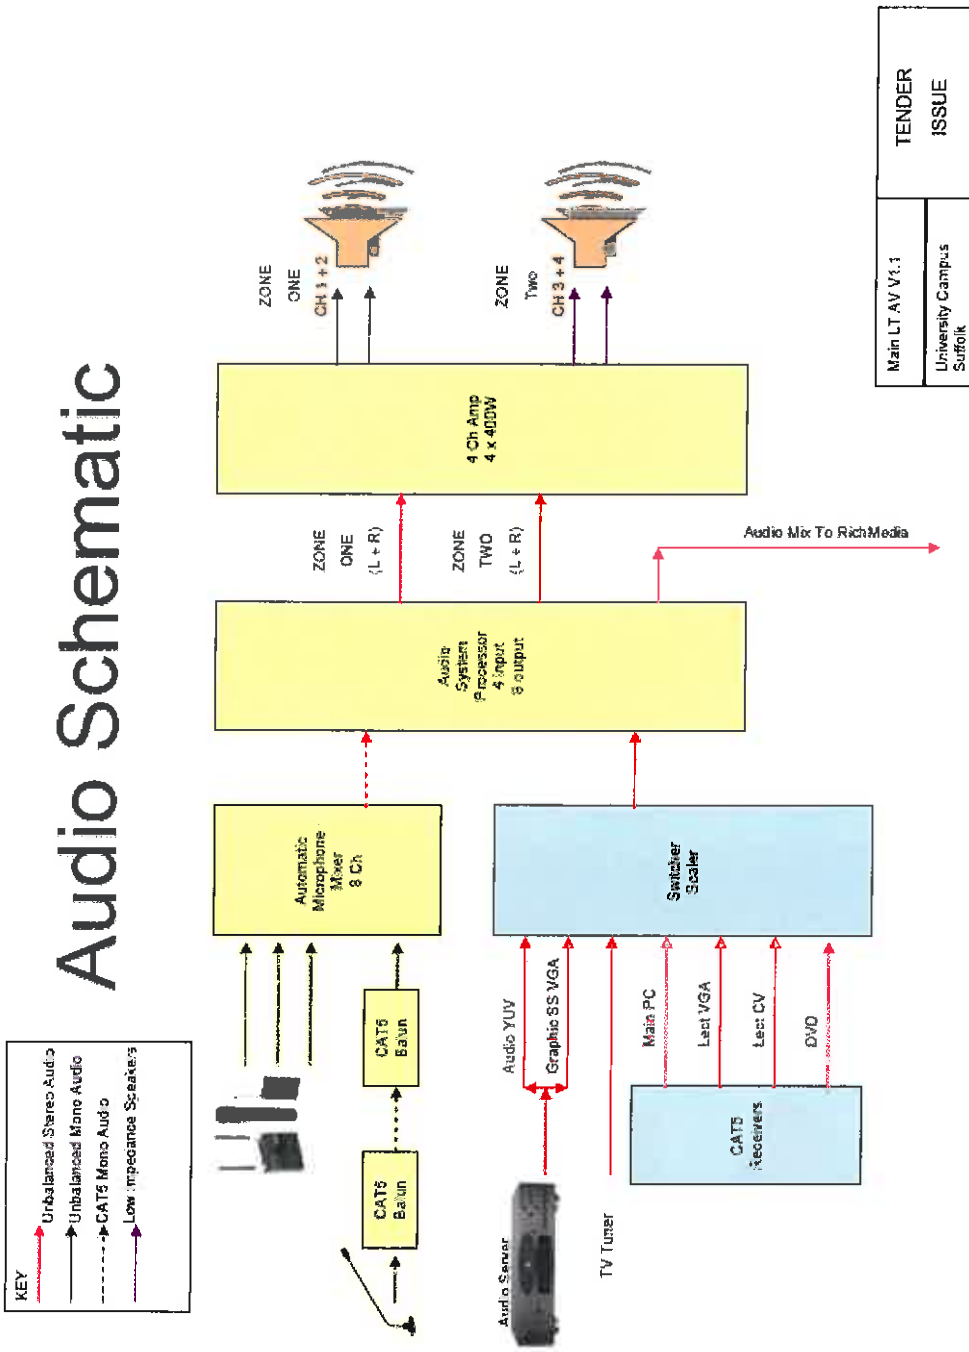 Audio Schematic
KEY
Unbalanced Stereo Audio
Unbalanced Mono Audio
CAT5 Mono Audio
Low Impedance Speakers
CAT5
Balun
CAT5
Balun
Automatic
Microphone
Mixer
8 Ch
Audio
System
Processor
4 input
8 output
ZONE
ONE
(L + R)
ZONE
TWO
(L + R)
4 Ch Amp
4 x 400W
ZONE
ONE
CH 1 + 2
ZONE
Two
CH 3 + 4
Audio Server
TV Tuner
Audio YUV
Graphic SS VGA
Main PC
Lect VGA
Lect CV
DVD
CAT5
Receivers
Switcher
Scaler
Audio Mix To RichMedia
Main LT AV V1.1
University Campus
Suffolk
TENDER
ISSUE